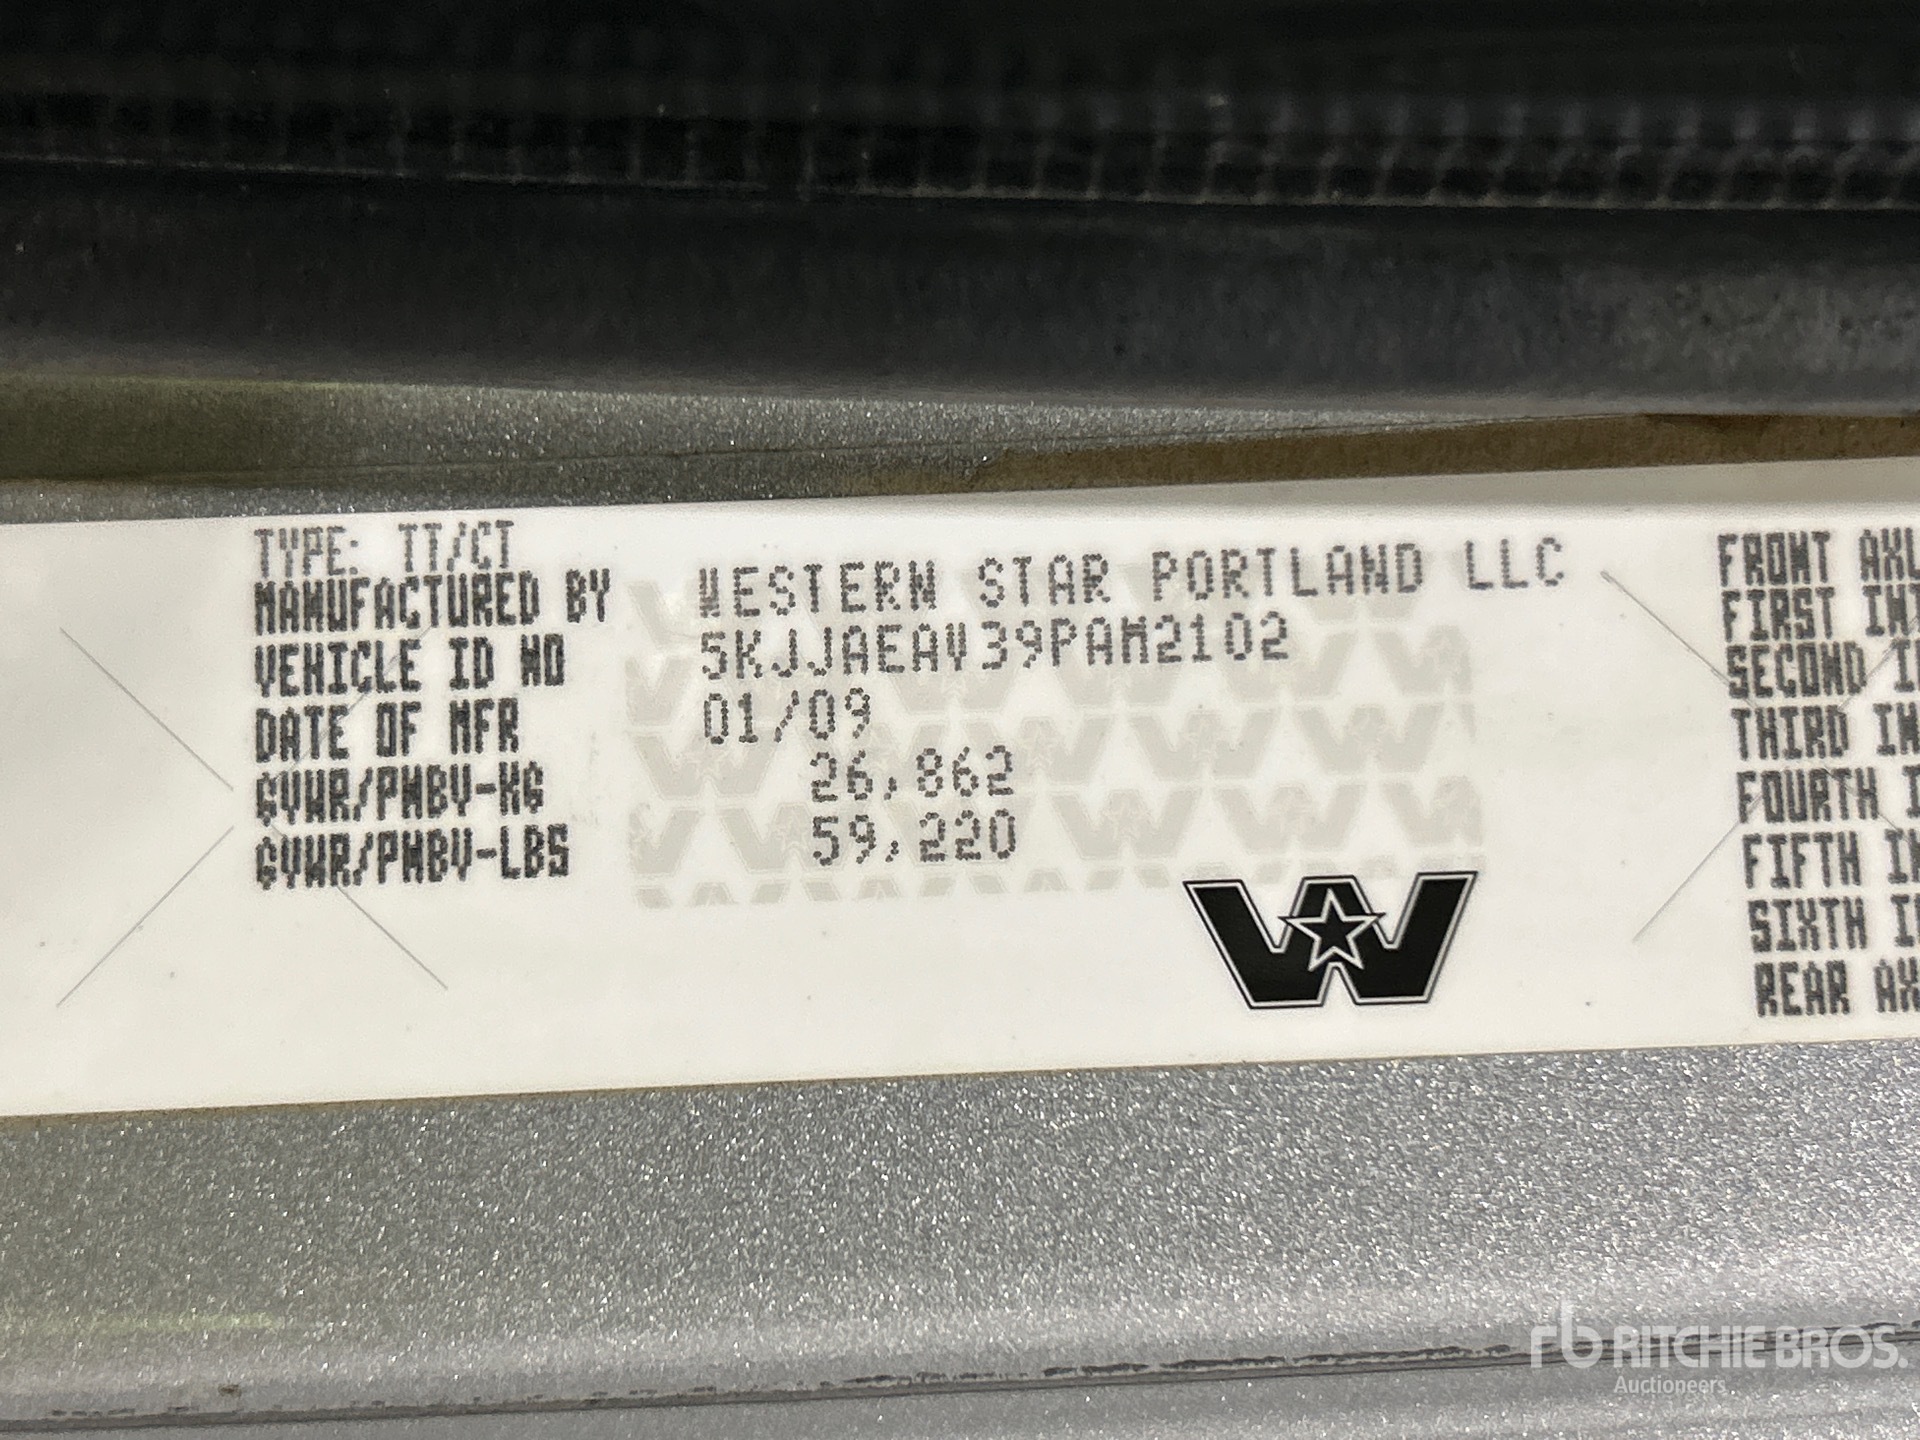 TYPE: TT/CT
MANUFACTURED BY WESTERN STAR PORTLAND LLC
VEHICLE ID NO 5KJJAEAV39PAM2102
DATE OF MFR 01/09
GVWR/PNBV-KG 26,862
GVWR/PNBV-LBS 59,220
FRONT AXL
FIRST INT
SECOND I
THIRD IN
FOURTH I
FIFTH IN
SIXTH I
REAR AX
rb RITCHIE BROS.
Auctioneers